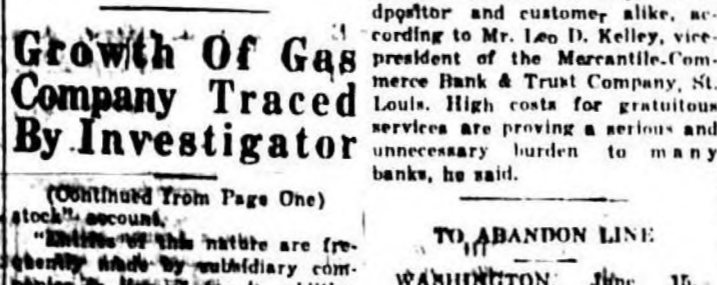 Growth Of Gas
Company Traced
By Investigator
(Continued From Page One)
stock" account.
"Entries of this nature are fre-
quently made by subsidiary com-
dpositor and customer alike, ac-
cording to Mr. Leo D. Kelley, vice-
president of the Mercantile-Com-
merce Bank & Trust Company, St.
Louis. High costs for gratuitous
services are proving a serious and
unnecessary burden to many
banks, he said.
TO ABANDON LINE
WASHINGTON June 15.